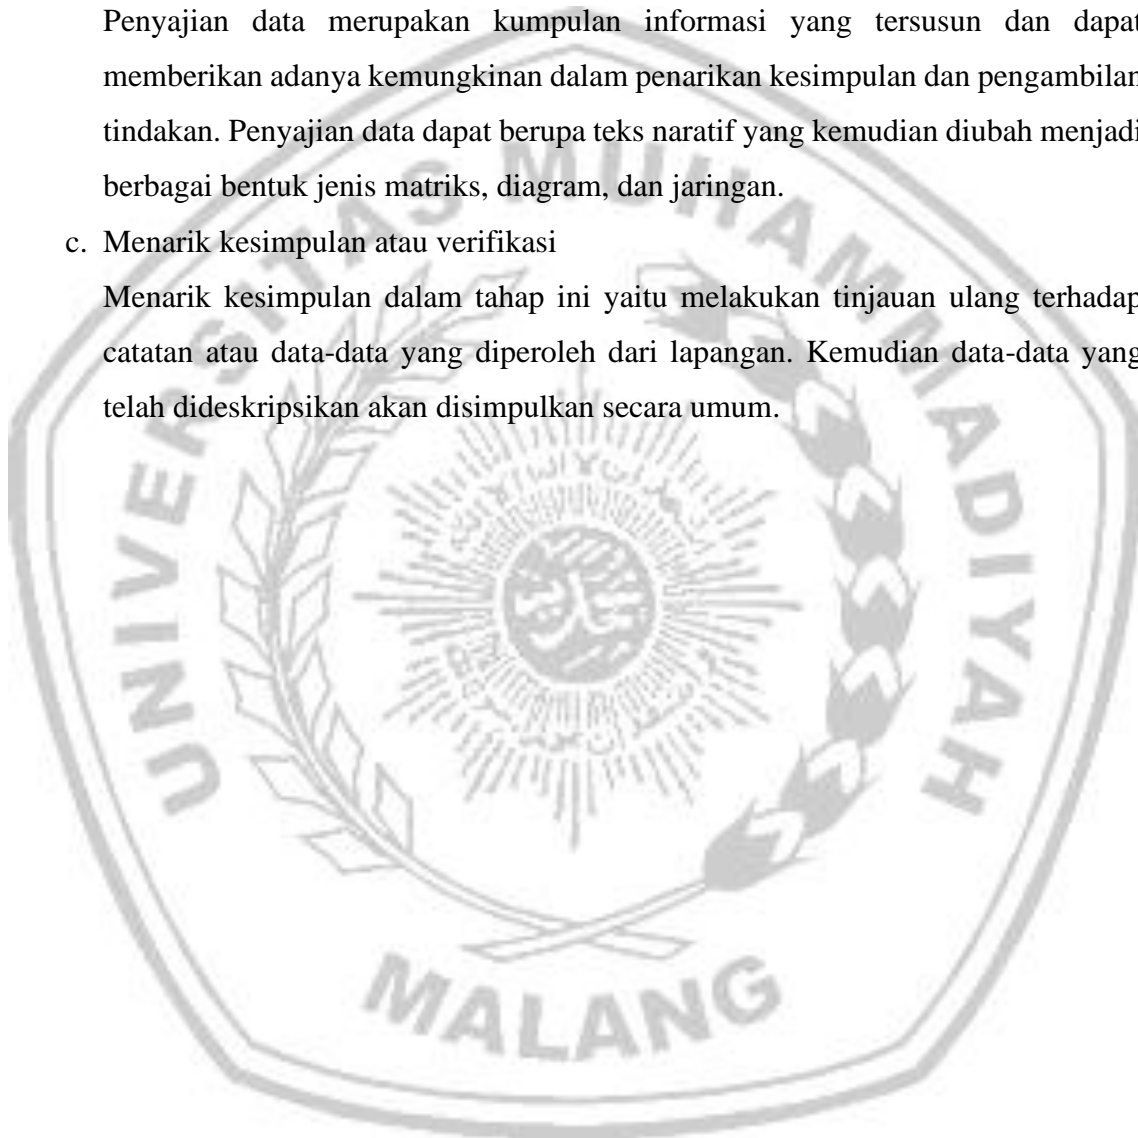 Penyajian data merupakan kumpulan informasi yang tersusun dan dapat
memberikan adanya kemungkinan dalam penarikan kesimpulan dan pengambilan
tindakan. Penyajian data dapat berupa teks naratif yang kemudian diubah menjadi
berbagai bentuk jenis matriks, diagram, dan jaringan.
c. Menarik kesimpulan atau verifikasi
Menarik kesimpulan dalam tahap ini yaitu melakukan tinjauan ulang terhadap
catatan atau data-data yang diperoleh dari lapangan. Kemudian data-data yang
telah dideskripsikan akan disimpulkan secara umum.
UNIVERSITAS MUHAMMADIYAH
MALANG